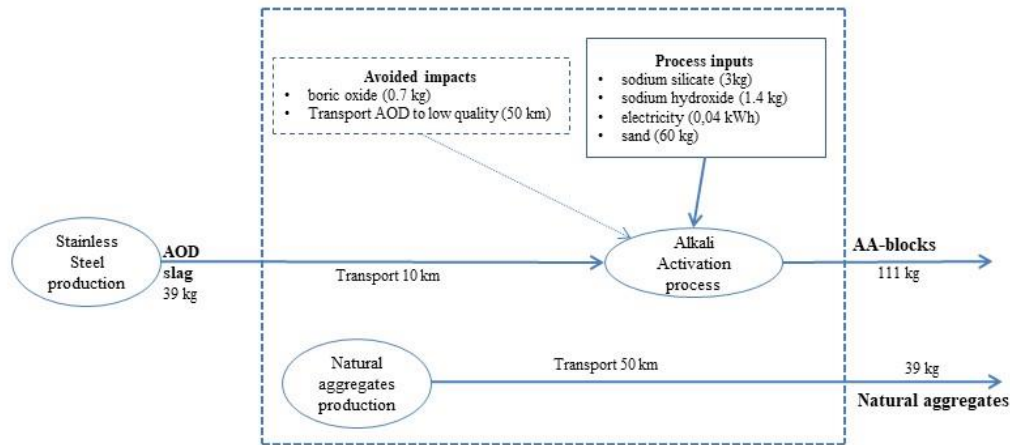 Avoided impacts
• boric oxide (0.7 kg)
• Transport AOD to low quality (50 km)
Process inputs
• sodium silicate (3kg)
• sodium hydroxide (1.4 kg)
• electricity (0,04 kWh)
• sand (60 kg)
Stainless
Steel
production
AOD
slag
39 kg
Transport 10 km
Alkali
Activation
process
AA-blocks
111 kg
Natural
aggregates
production
Transport 50 km
39 kg
Natural aggregates